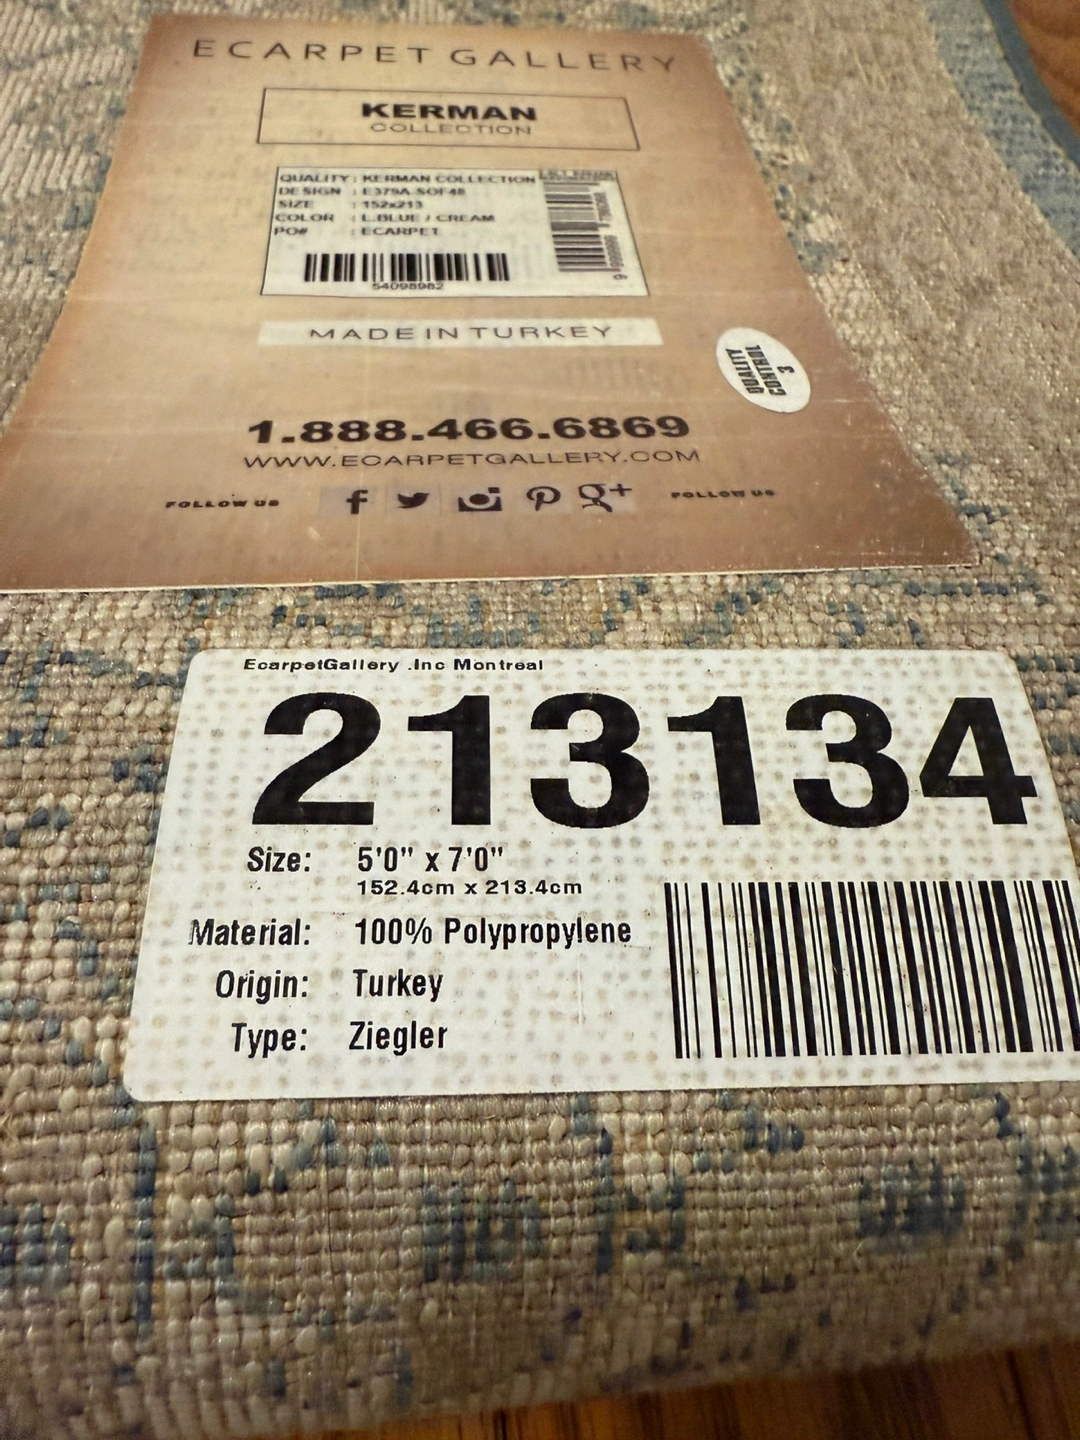 ECARPET GALLERY
KERMAN
COLLECTION
QUALITY : KERMAN COLLECTION
DESIGN : E379A SOF48
SIZE : 152x213
COLOR : L.BLUE / CREAM
PO# : ECARPET
54098982
MADE IN TURKEY
QUALITY
CONTROL
3
1.888.466.6869
WWW.ECARPETGALLERY.COM
FOLLOW US
FOLLOW US
EcarpetGallery .Inc Montreal
213134
Size: 5'0" x 7'0"
152.4cm x 213.4cm
Material: 100% Polypropylene
Origin: Turkey
Type: Ziegler